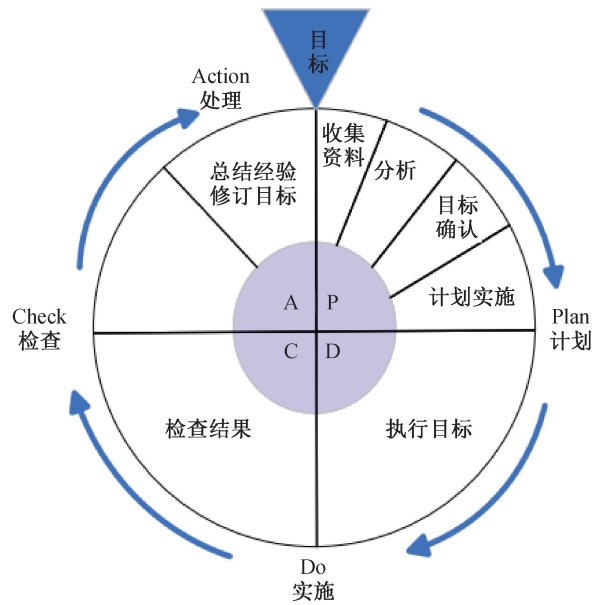 目
标
Action
处理
收集
资料
分析
总结经验
修订目标
目标
确认
计划实施
A
P
Check
检查
Plan
计划
C
D
检查结果
执行目标
Do
实施